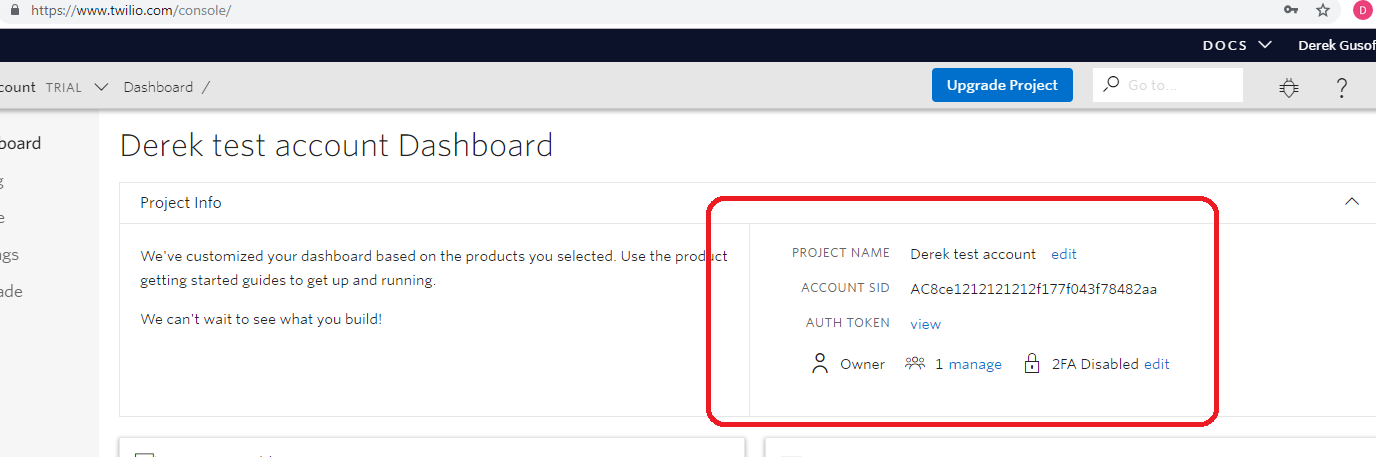 https://www.twilio.com/console/
D
DOCS
Derek Gusof
count TRIAL
Dashboard /
Upgrade Project
Go to...
?
board
g
e
gs
ade
Derek test account Dashboard
Project Info
We've customized your dashboard based on the products you selected. Use the product
getting started guides to get up and running.
We can't wait to see what you build!
PROJECT NAME Derek test account edit
ACCOUNT SID AC8ce1212121212f177f043f78482aa
AUTH TOKEN view
Owner 1 manage 2FA Disabled edit